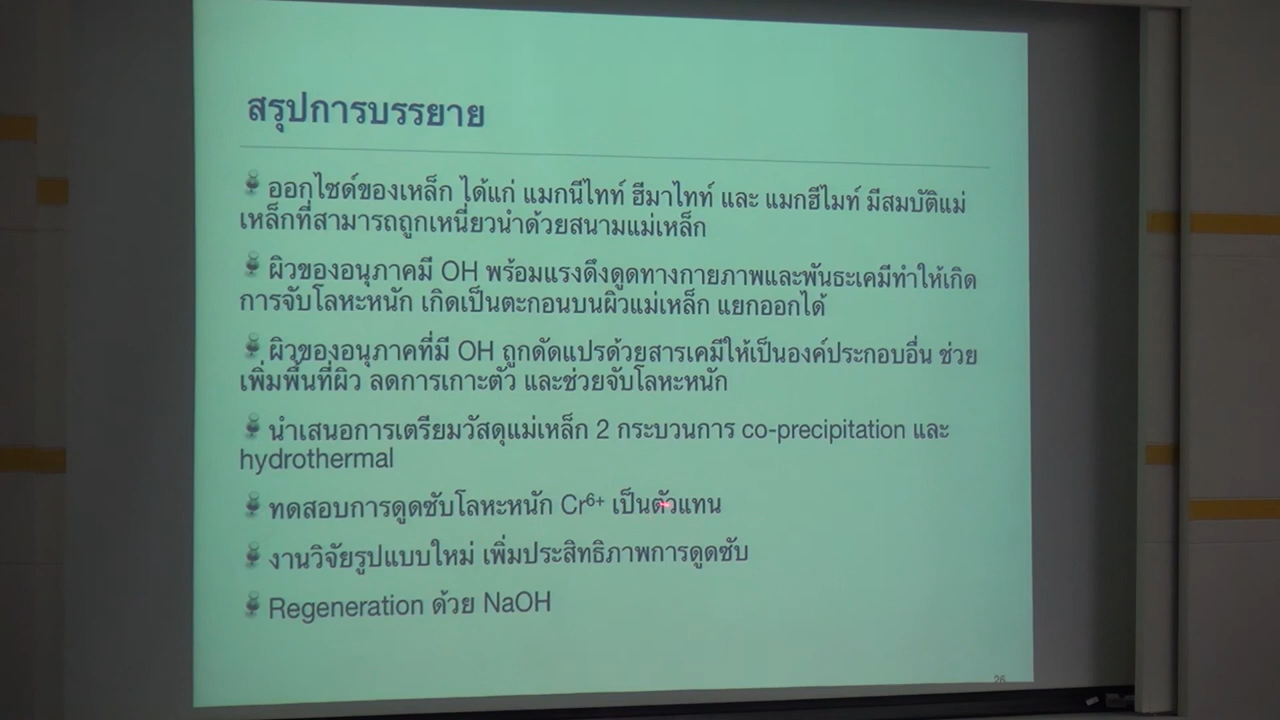 สรุปการบรรยาย
ออกไซด์ของเหล็ก ได้แก่ แมกนีไทท์ ฮีมาไทท์ และ แมกฮีไมท์ มีสมบัติแม่
เหล็กที่สามารถถูกเหนี่ยวนำด้วยสนามแม่เหล็ก
ผิวของอนุภาคมี OH พร้อมแรงดึงดูดทางกายภาพและพันธะเคมีทำให้เกิด
การจับโลหะหนัก เกิดเป็นตะกอนบนผิวแม่เหล็ก แยกออกได้
ผิวของอนุภาคที่มี OH ถูกดัดแปรด้วยสารเคมีให้เป็นองค์ประกอบอื่น ช่วย
เพิ่มพื้นที่ผิว ลดการเกาะตัว และช่วยจับโลหะหนัก
นำเสนอการเตรียมวัสดุแม่เหล็ก 2 กระบวนการ co-precipitation และ
hydrothermal
ทดสอบการดูดซับโลหะหนัก Cr⁶⁺ เป็นตัวแทน
งานวิจัยรูปแบบใหม่ เพิ่มประสิทธิภาพการดูดซับ
Regeneration ด้วย NaOH
26